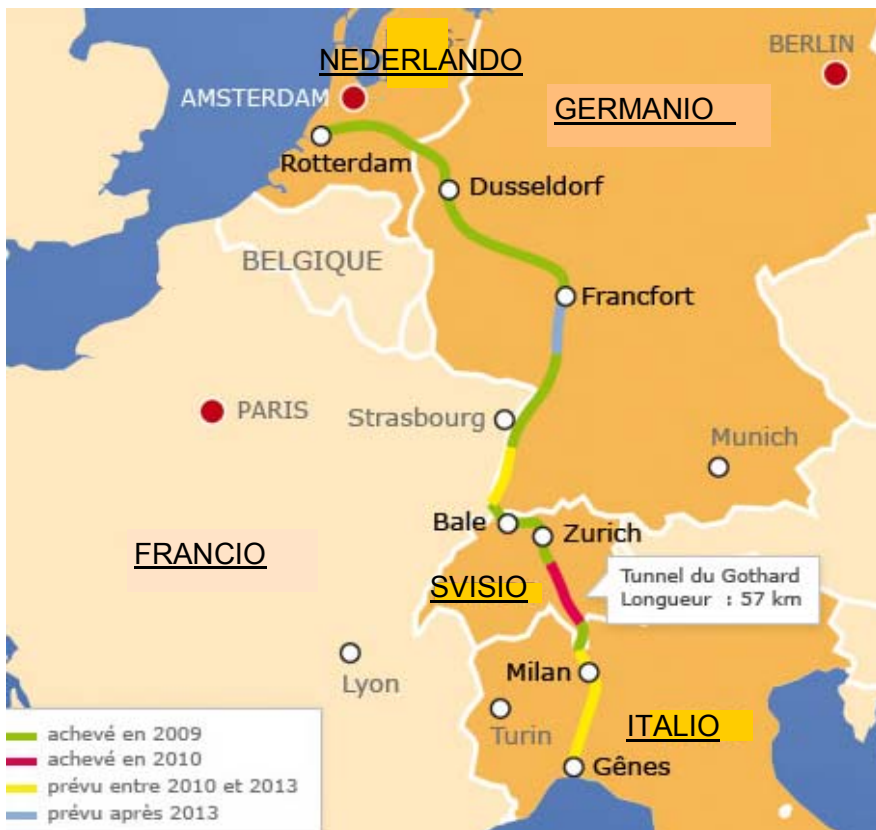 NEDERLANDO
BERLIN
AMSTERDAM
GERMANIO
Rotterdam
Dusseldorf
BELGIQUE
Francfort
PARIS
Strasbourg
Munich
Bale
Zurich
FRANCIO
Tunnel du Gothard
Longueur : 57 km
SVISIO
Lyon
Milan
Turin
ITALIO
Gênes
achevé en 2009
achevé en 2010
prévu entre 2010 et 2013
prévu après 2013